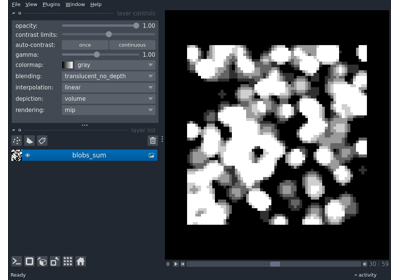 File View Plugins Window Help
layer controls
opacity: 1.00
contrast limits:
auto-contrast: once continuous
gamma: 1.00
colormap: gray
blending: translucent_no_depth
interpolation: linear
depiction: volume
rendering: mip
layer list
blobs_sum
30 59
Ready activity